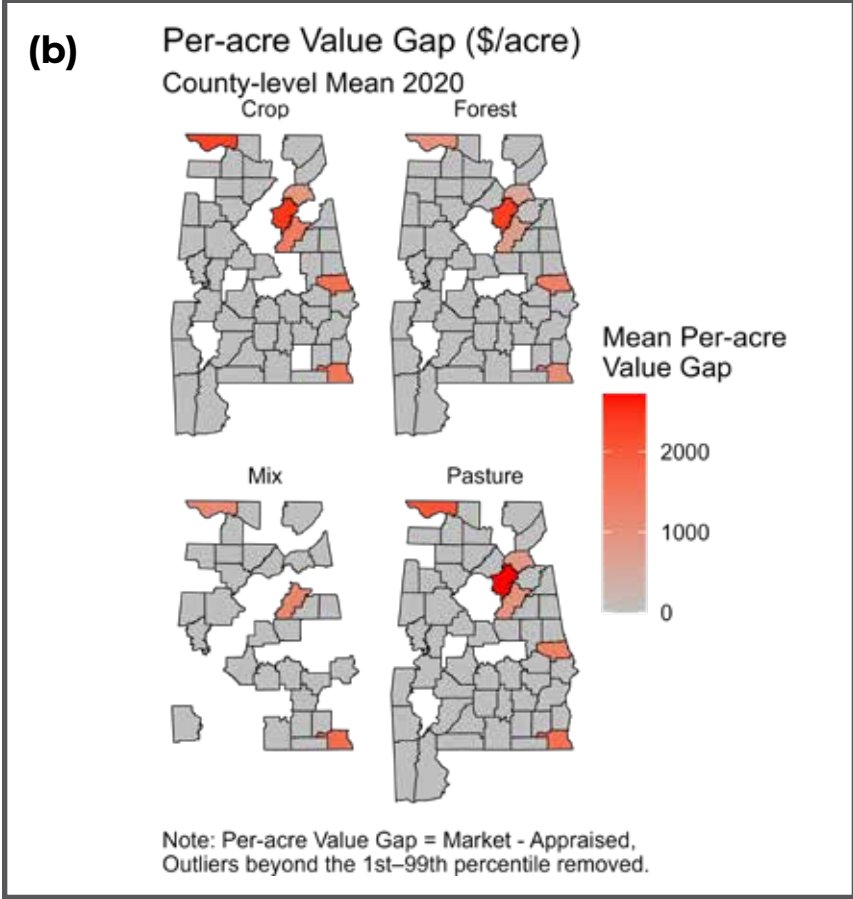 (b)
Per-acre Value Gap ($/acre)
County-level Mean 2020
Crop
Forest
Mean Per-acre
Value Gap
2000
1000
0
Mix
Pasture
Note: Per-acre Value Gap = Market - Appraised,
Outliers beyond the 1st–99th percentile removed.